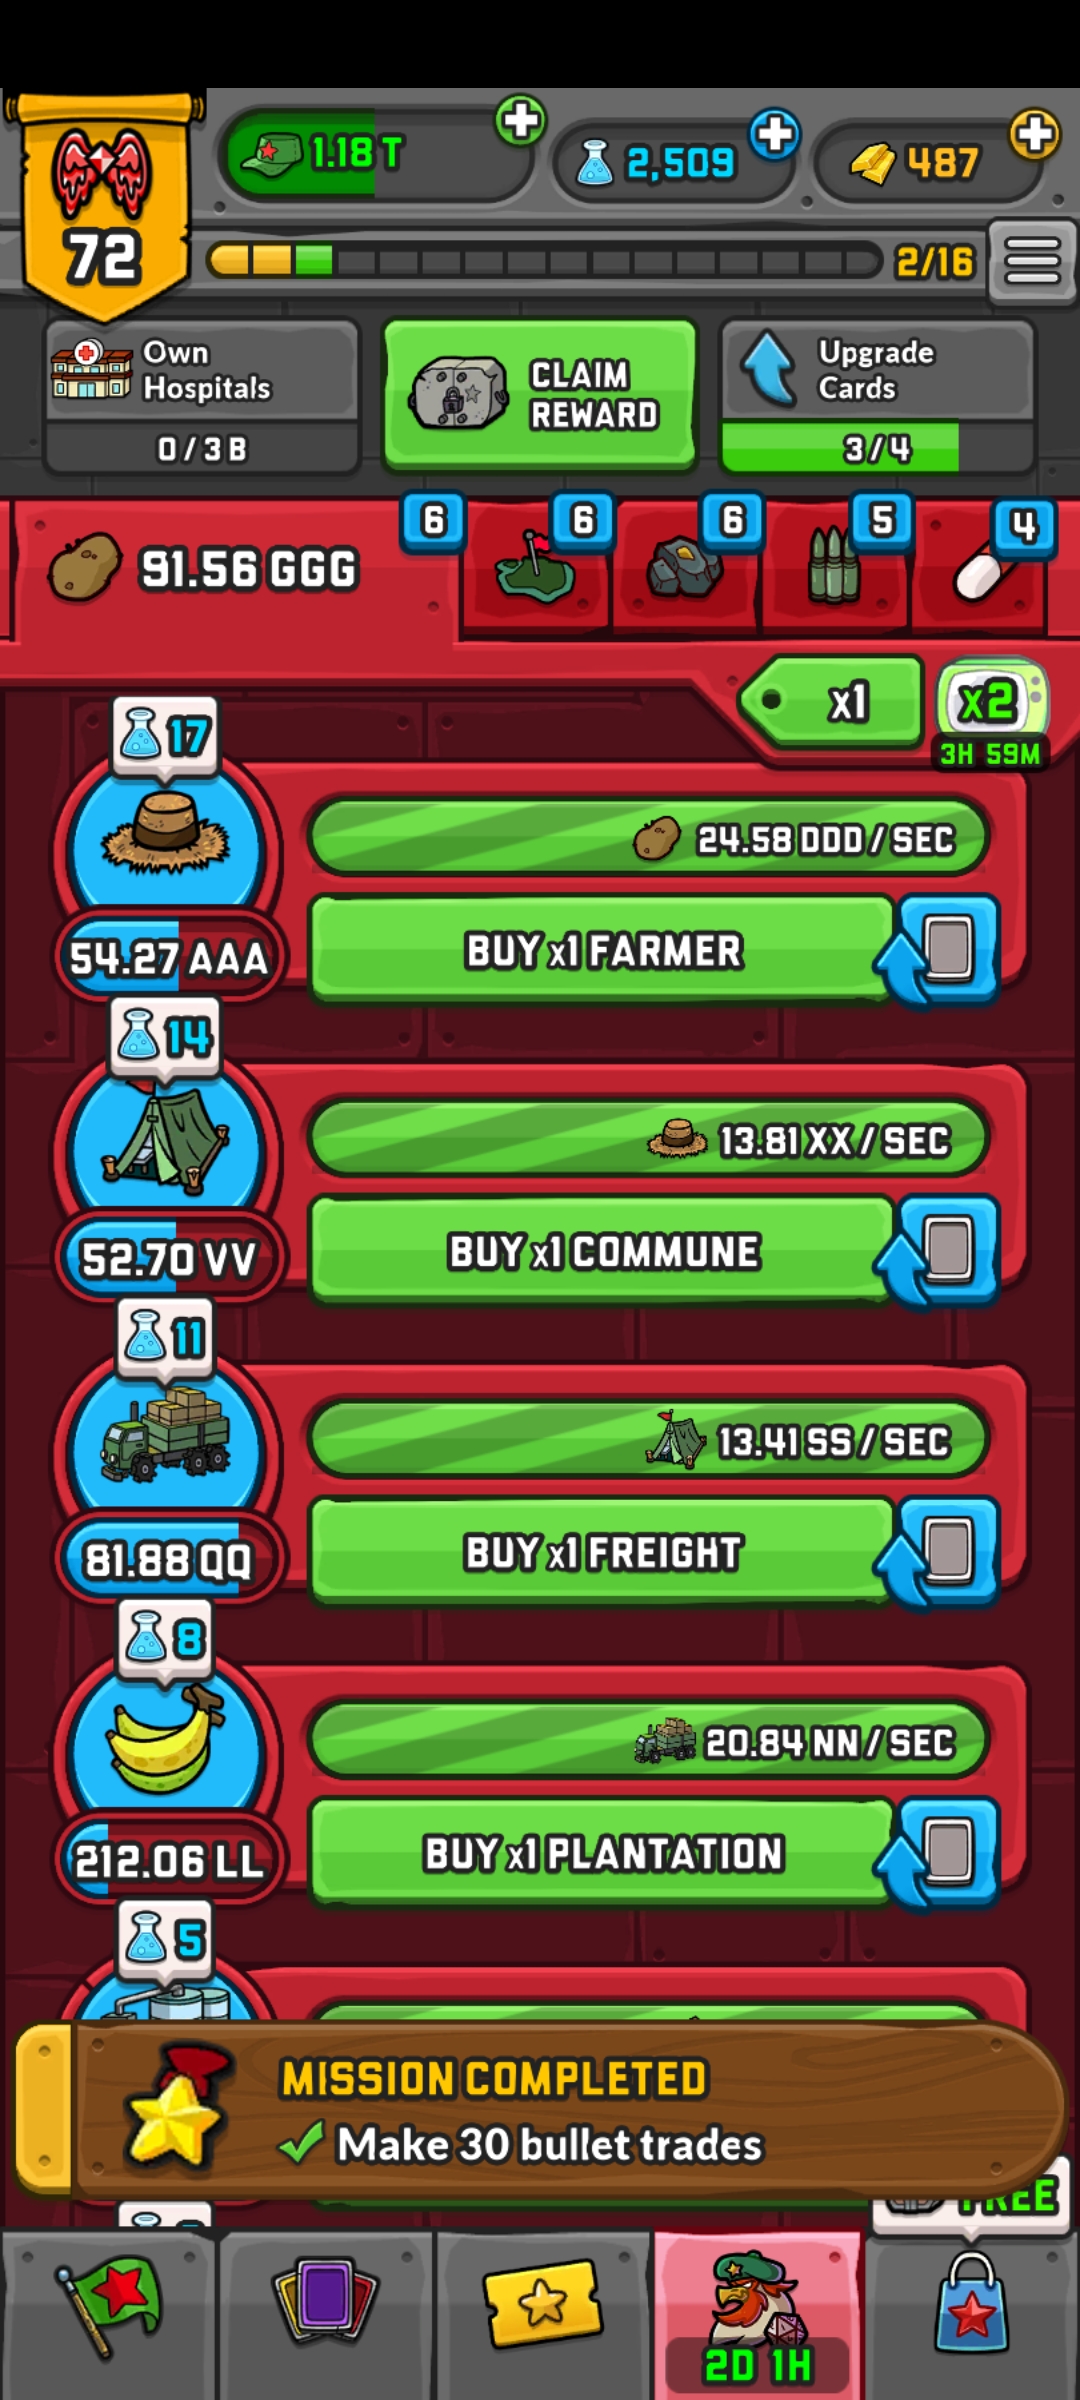 72
1.18 T
2,509
487
2/16
Own
Hospitals
0 / 3 B
CLAIM
REWARD
Upgrade
Cards
3 / 4
91.56 GGG
6
6
6
5
4
x1
x2
3H 59M
17
24.58 DDD / SEC
54.27 AAA
BUY x1 FARMER
14
13.81 XX / SEC
52.70 VV
BUY x1 COMMUNE
11
13.41 SS / SEC
81.88 QQ
BUY x1 FREIGHT
8
20.84 NN / SEC
212.06 LL
BUY x1 PLANTATION
5
MISSION COMPLETED
Make 30 bullet trades
FREE
2D 1H